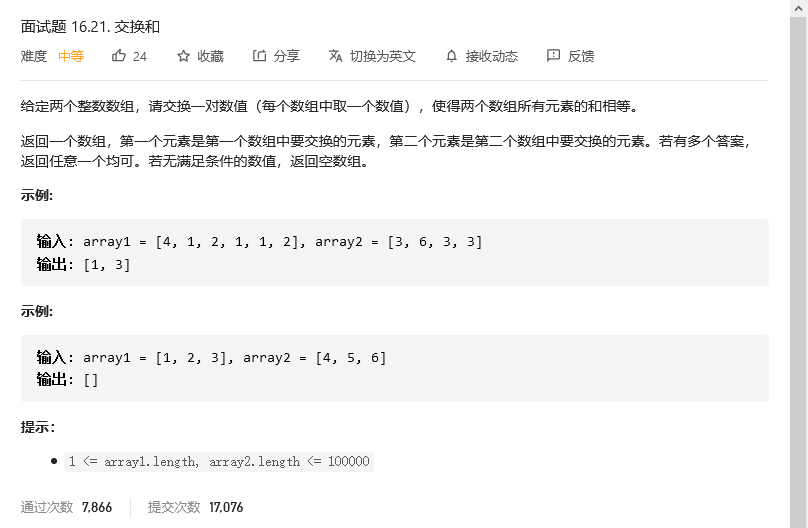 面试题 16.21. 交换和
难度 中等 24 收藏 分享 切换为英文 接收动态 反馈
给定两个整数数组，请交换一对数值（每个数组中取一个数值），使得两个数组所有元素的和相等。
返回一个数组，第一个元素是第一个数组中要交换的元素，第二个元素是第二个数组中要交换的元素。若有多个答案，
返回任意一个均可。若无满足条件的数值，返回空数组。
示例:
输入: array1 = [4, 1, 2, 1, 1, 2], array2 = [3, 6, 3, 3]
输出: [1, 3]
示例:
输入: array1 = [1, 2, 3], array2 = [4, 5, 6]
输出: []
提示：
1 <= array1.length, array2.length <= 100000
通过次数 7,866 提交次数 17,076